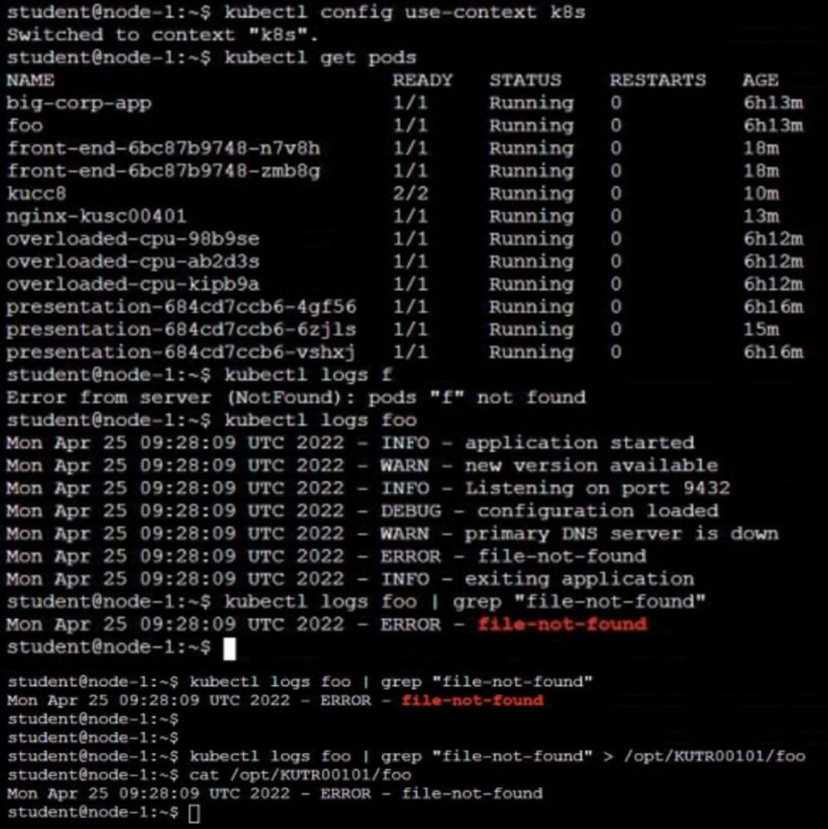 student@node-1:~$ kubectl config use-context k8s
Switched to context "k8s".
student@node-1:~$ kubectl get pods
NAME READY STATUS RESTARTS AGE
big-corp-app 1/1 Running 0 6h13m
foo 1/1 Running 0 6h13m
front-end-6bc87b9748-n7v8h 1/1 Running 0 18m
front-end-6bc87b9748-zmb8g 1/1 Running 0 18m
kucc8 2/2 Running 0 10m
nginx-kusc00401 1/1 Running 0 13m
overloaded-cpu-98b9se 1/1 Running 0 6h12m
overloaded-cpu-ab2d3s 1/1 Running 0 6h12m
overloaded-cpu-kipb9a 1/1 Running 0 6h12m
presentation-684cd7ccb6-4gf56 1/1 Running 0 6h16m
presentation-684cd7ccb6-6zjls 1/1 Running 0 15m
presentation-684cd7ccb6-vshxj 1/1 Running 0 6h16m
student@node-1:~$ kubectl logs f
Error from server (NotFound): pods "f" not found
student@node-1:~$ kubectl logs foo
Mon Apr 25 09:28:09 UTC 2022 - INFO - application started
Mon Apr 25 09:28:09 UTC 2022 - WARN - new version available
Mon Apr 25 09:28:09 UTC 2022 - INFO - Listening on port 9432
Mon Apr 25 09:28:09 UTC 2022 - DEBUG - configuration loaded
Mon Apr 25 09:28:09 UTC 2022 - WARN - primary DNS server is down
Mon Apr 25 09:28:09 UTC 2022 - ERROR - file-not-found
Mon Apr 25 09:28:09 UTC 2022 - INFO - exiting application
student@node-1:~$ kubectl logs foo | grep "file-not-found"
Mon Apr 25 09:28:09 UTC 2022 - ERROR - file-not-found
student@node-1:~$
student@node-1:~$ kubectl logs foo | grep "file-not-found"
Mon Apr 25 09:28:09 UTC 2022 - ERROR - file-not-found
student@node-1:~$
student@node-1:~$
student@node-1:~$ kubectl logs foo | grep "file-not-found" > /opt/KUTR00101/foo
student@node-1:~$ cat /opt/KUTR00101/foo
Mon Apr 25 09:28:09 UTC 2022 - ERROR - file-not-found
student@node-1:~$